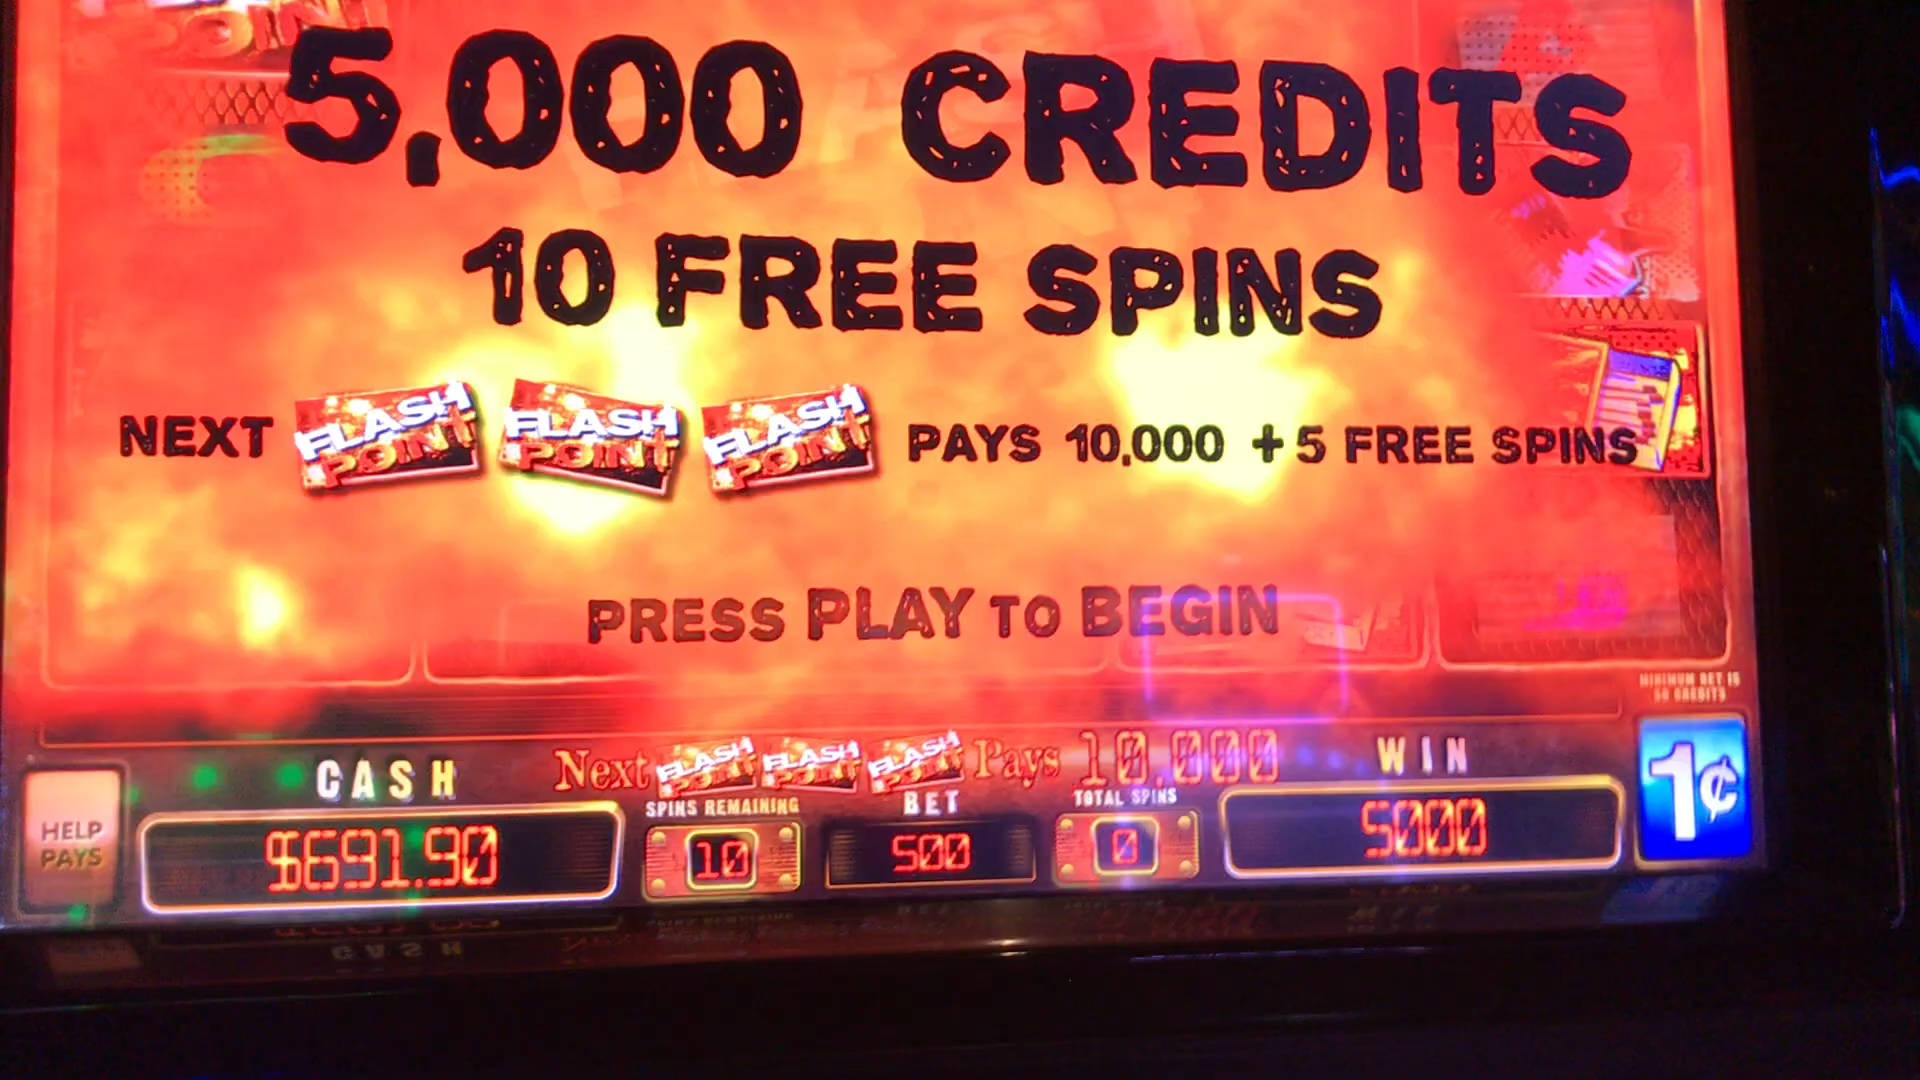 POINT
5,000 CREDITS
10 FREE SPINS
NEXT FLASH POINT FLASH POINT FLASH POINT PAYS 10,000 + 5 FREE SPINS
PRESS PLAY TO BEGIN
MINIMUM BET IS
50 CREDITS
Next FLASH POINT FLASH POINT FLASH POINT Pays 10,000
CASH
SPINS REMAINING
BET
TOTAL SPINS
WIN
HELP
PAYS
$691.90
10
500
0
5000
1¢